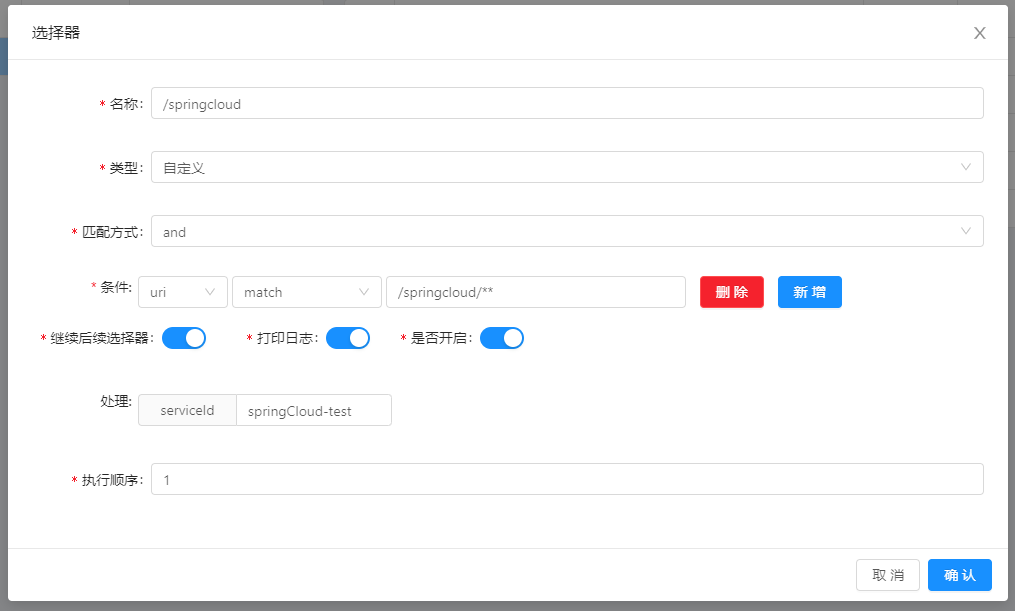 选择器
* 名称: /springcloud
* 类型: 自定义
* 匹配方式: and
* 条件: uri match /springcloud/** 删 除 新 增
* 继续后续选择器: * 打印日志: * 是否开启:
处理: serviceId springCloud-test
* 执行顺序: 1
取 消 确 认